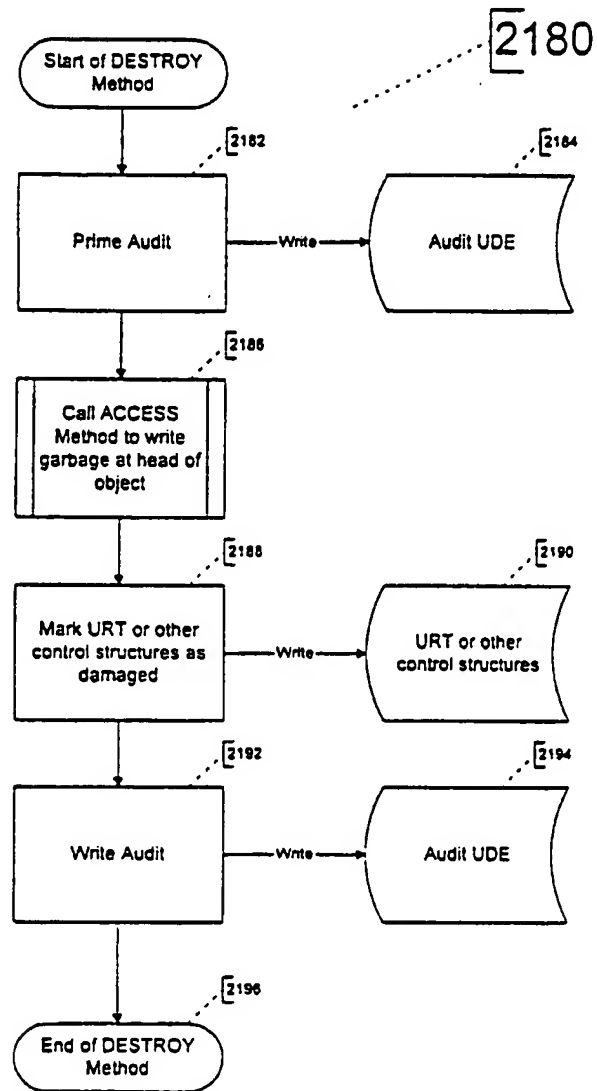 2180
Start of DESTROY
Method
2182
2184
Prime Audit
Write
Audit UDE
2186
Call ACCESS
Method to write
garbage at head of
object
2188
2190
Mark URT or other
control structures as
damaged
Write
URT or other
control structures
2192
2194
Write Audit
Write
Audit UDE
2196
End of DESTROY
Method